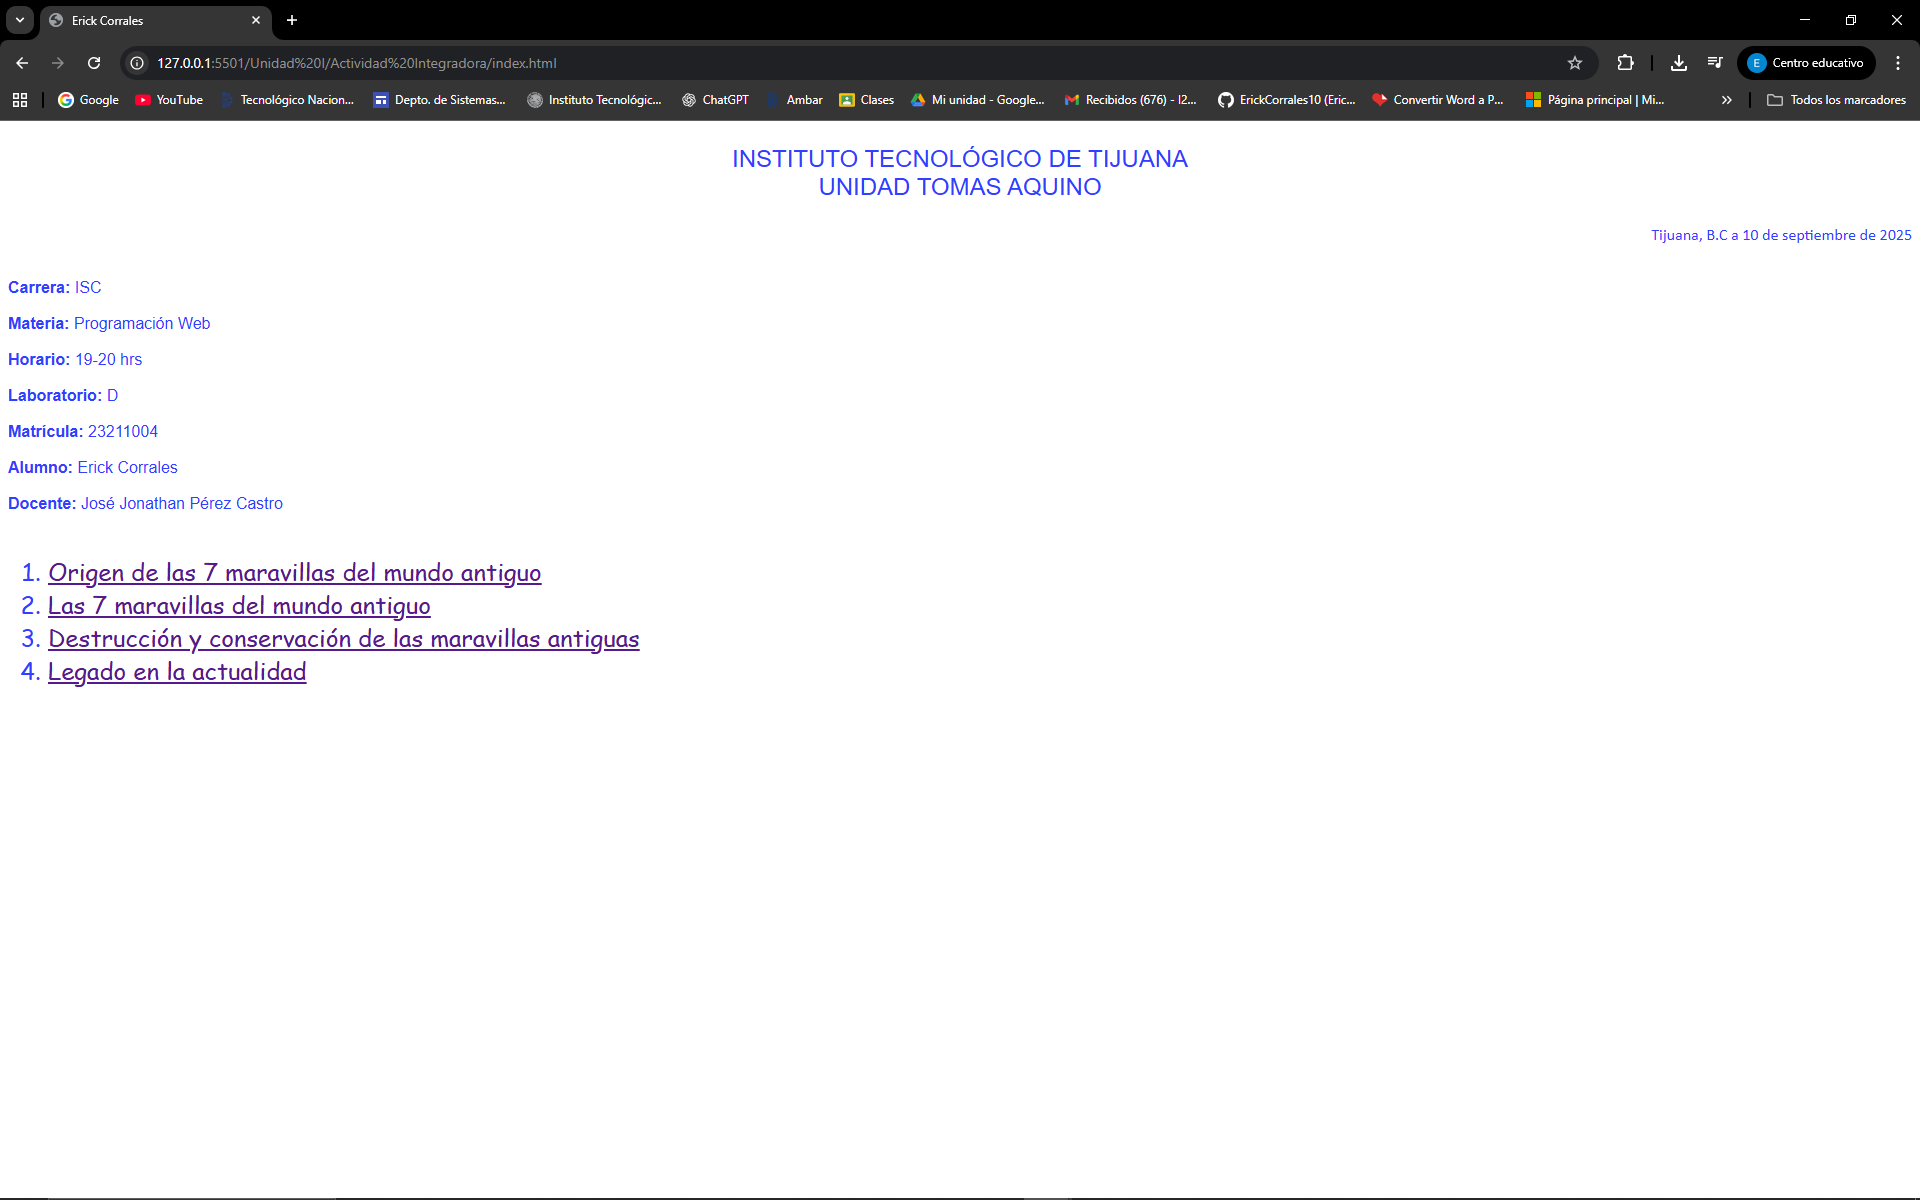 Erick Corrales
127.0.0.1:5501/Unidad%20I/Actividad%20Integradora/index.html
E Centro educativo
Google YouTube Tecnológico Nacion... Depto. de Sistemas... Instituto Tecnológic... ChatGPT Ambar Clases Mi unidad - Google... Recibidos (676) - l2... ErickCorrales10 (Eric... Convertir Word a P... Página principal | Mi... Todos los marcadores
INSTITUTO TECNOLÓGICO DE TIJUANA
UNIDAD TOMAS AQUINO
Tijuana, B.C a 10 de septiembre de 2025
Carrera: ISC
Materia: Programación Web
Horario: 19-20 hrs
Laboratorio: D
Matrícula: 23211004
Alumno: Erick Corrales
Docente: José Jonathan Pérez Castro
1. Origen de las 7 maravillas del mundo antiguo
2. Las 7 maravillas del mundo antiguo
3. Destrucción y conservación de las maravillas antiguas
4. Legado en la actualidad